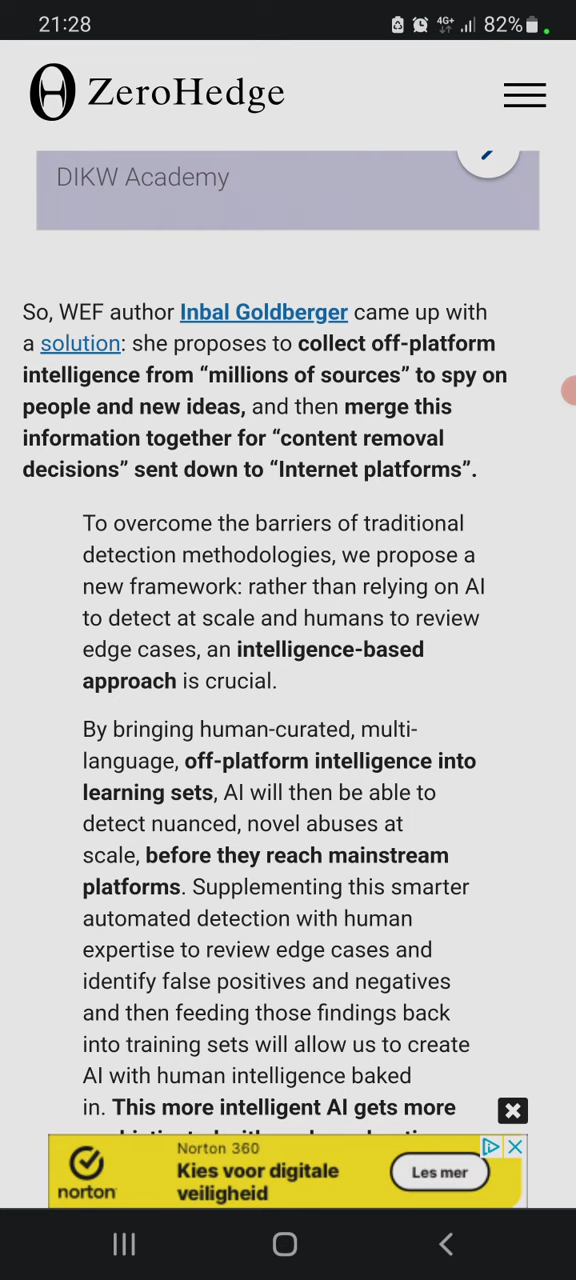 21:28
4G+
82%
ZeroHedge
DIKW Academy
So, WEF author Inbal Goldberger came up with
a solution: she proposes to collect off-platform
intelligence from “millions of sources” to spy on
people and new ideas, and then merge this
information together for “content removal
decisions” sent down to “Internet platforms”.
To overcome the barriers of traditional
detection methodologies, we propose a
new framework: rather than relying on AI
to detect at scale and humans to review
edge cases, an intelligence-based
approach is crucial.
By bringing human-curated, multi-
language, off-platform intelligence into
learning sets, AI will then be able to
detect nuanced, novel abuses at
scale, before they reach mainstream
platforms. Supplementing this smarter
automated detection with human
expertise to review edge cases and
identify false positives and negatives
and then feeding those findings back
into training sets will allow us to create
AI with human intelligence baked
in. This more intelligent AI gets more
Norton 360
Kies voor digitale
veiligheid
Les mer
norton